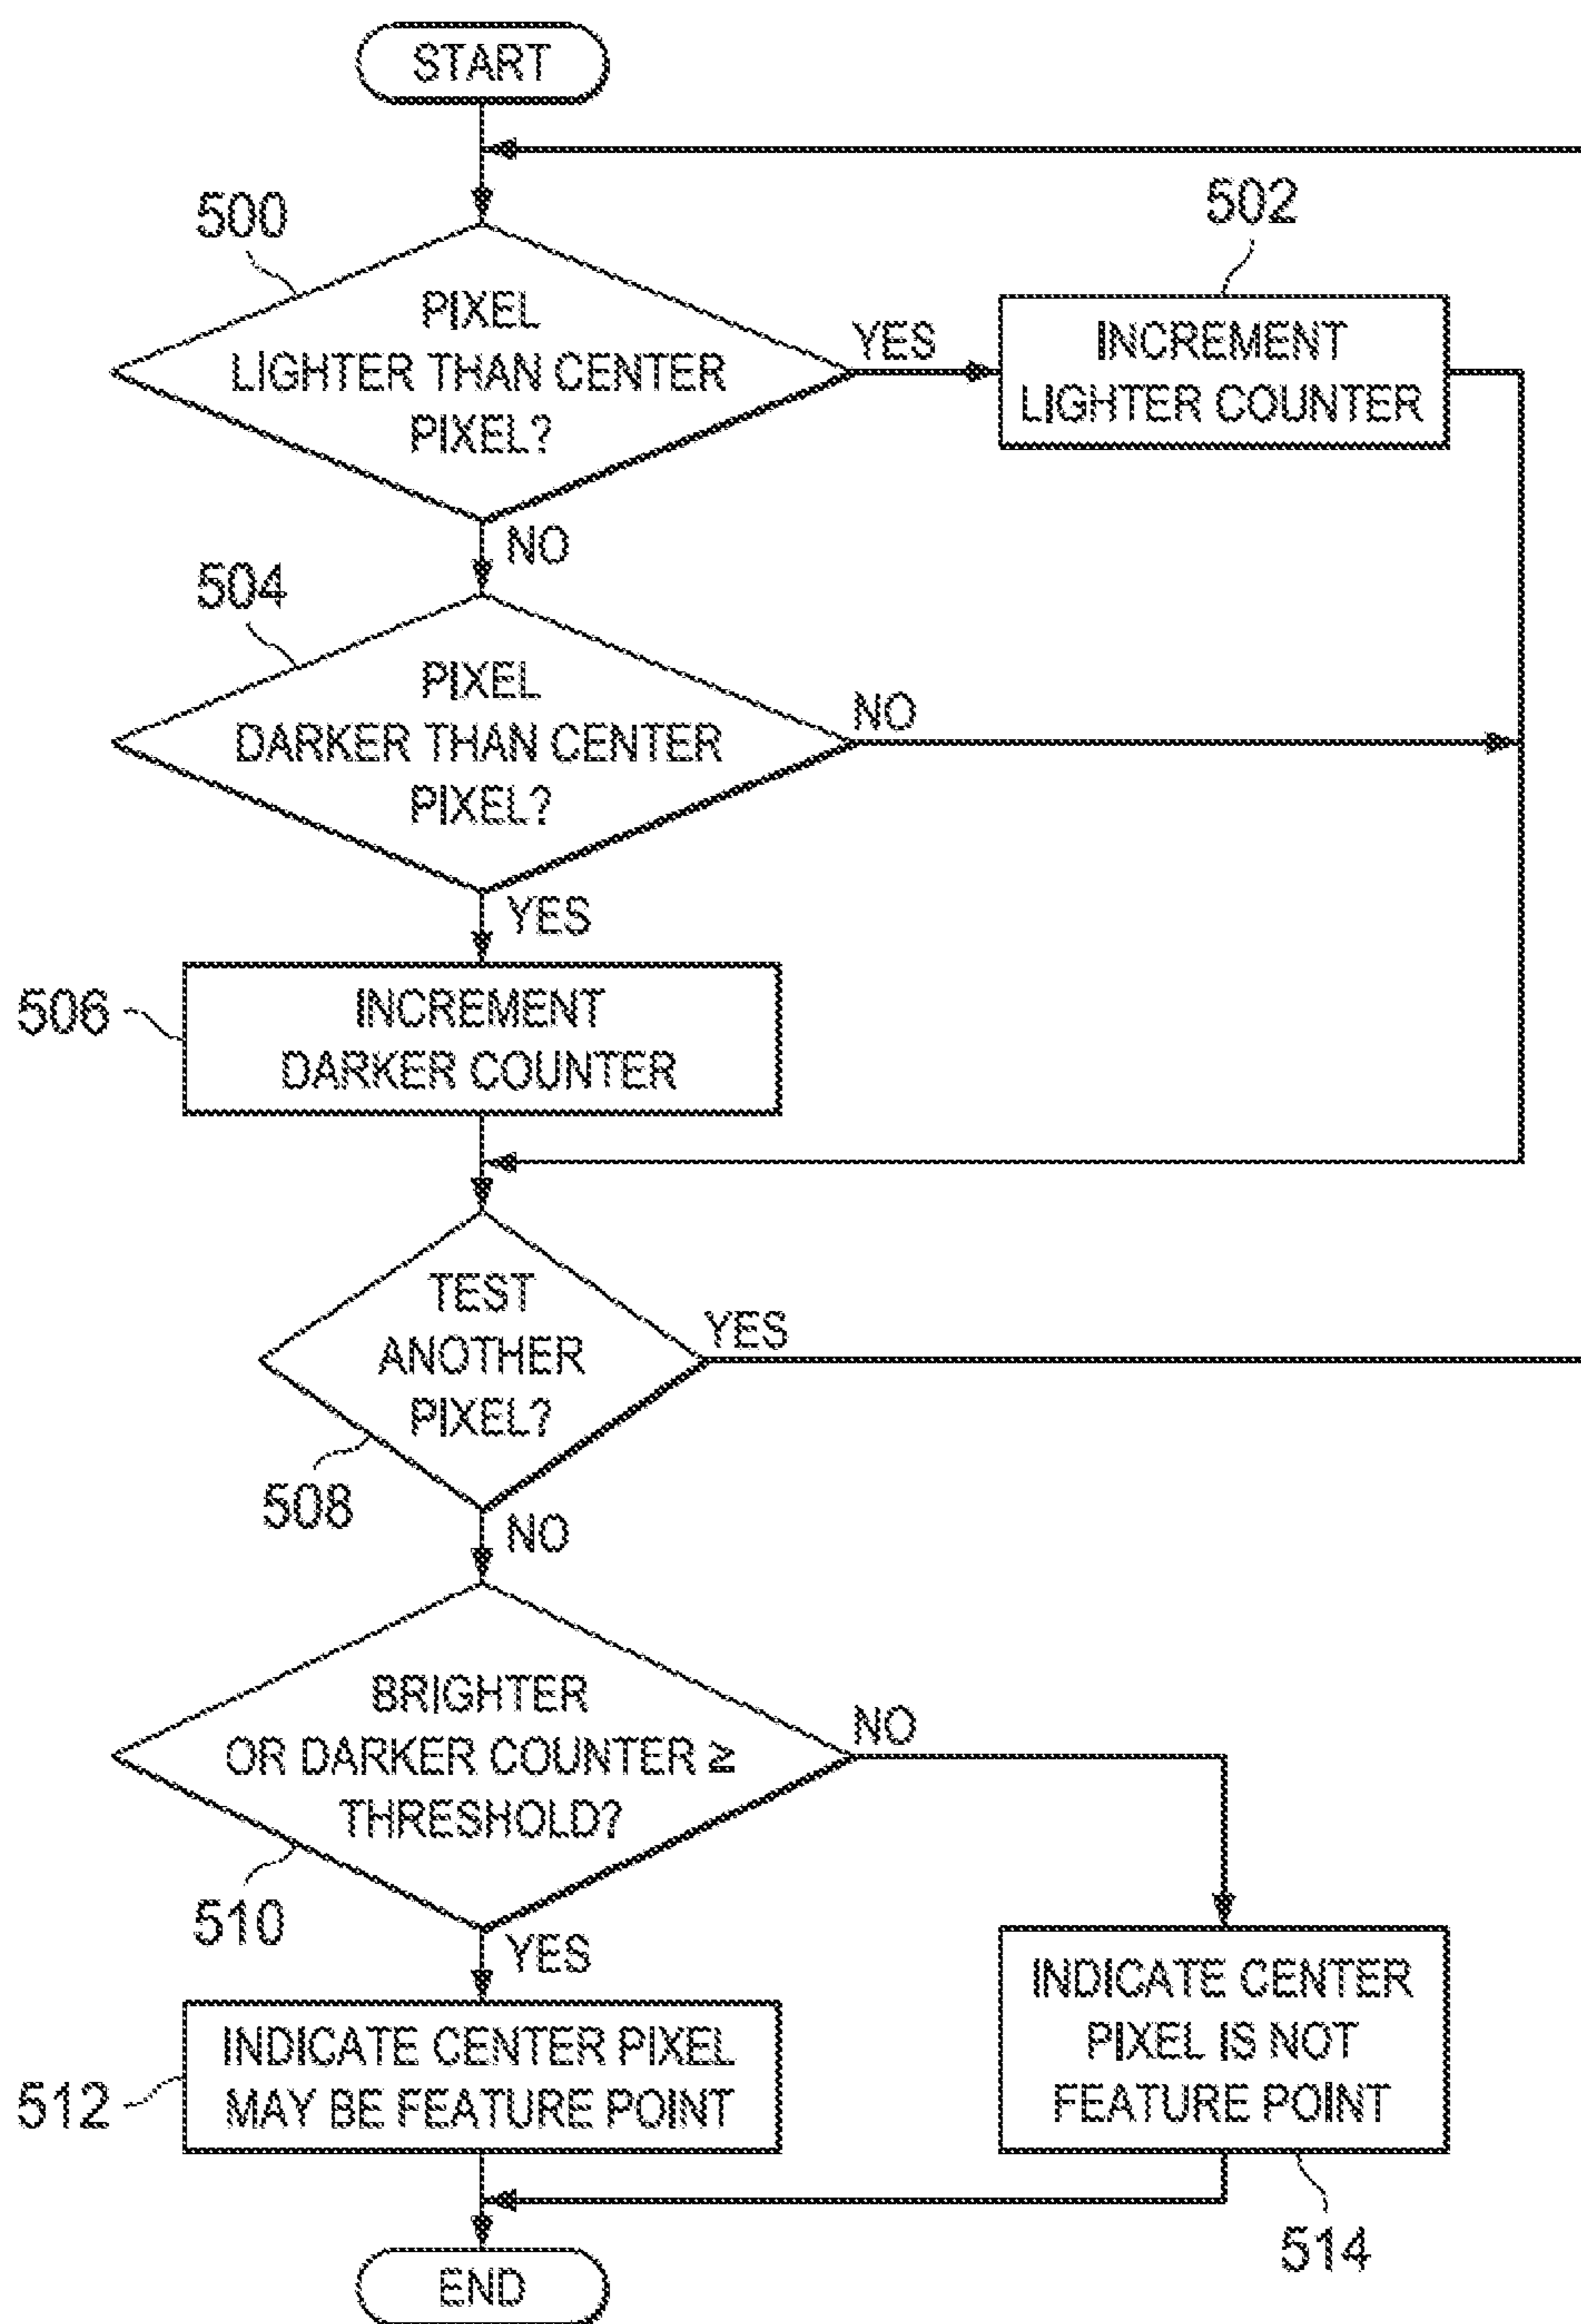 START
500
PIXEL
LIGHTER THAN CENTER
PIXEL?
YES
502
INCREMENT
LIGHTER COUNTER
NO
504
PIXEL
DARKER THAN CENTER
PIXEL?
NO
YES
506
INCREMENT
DARKER COUNTER
TEST
ANOTHER
PIXEL?
YES
508
NO
BRIGHTER
OR DARKER COUNTER ≥
THRESHOLD?
NO
510
YES
512
INDICATE CENTER PIXEL
MAY BE FEATURE POINT
INDICATE CENTER
PIXEL IS NOT
FEATURE POINT
514
END